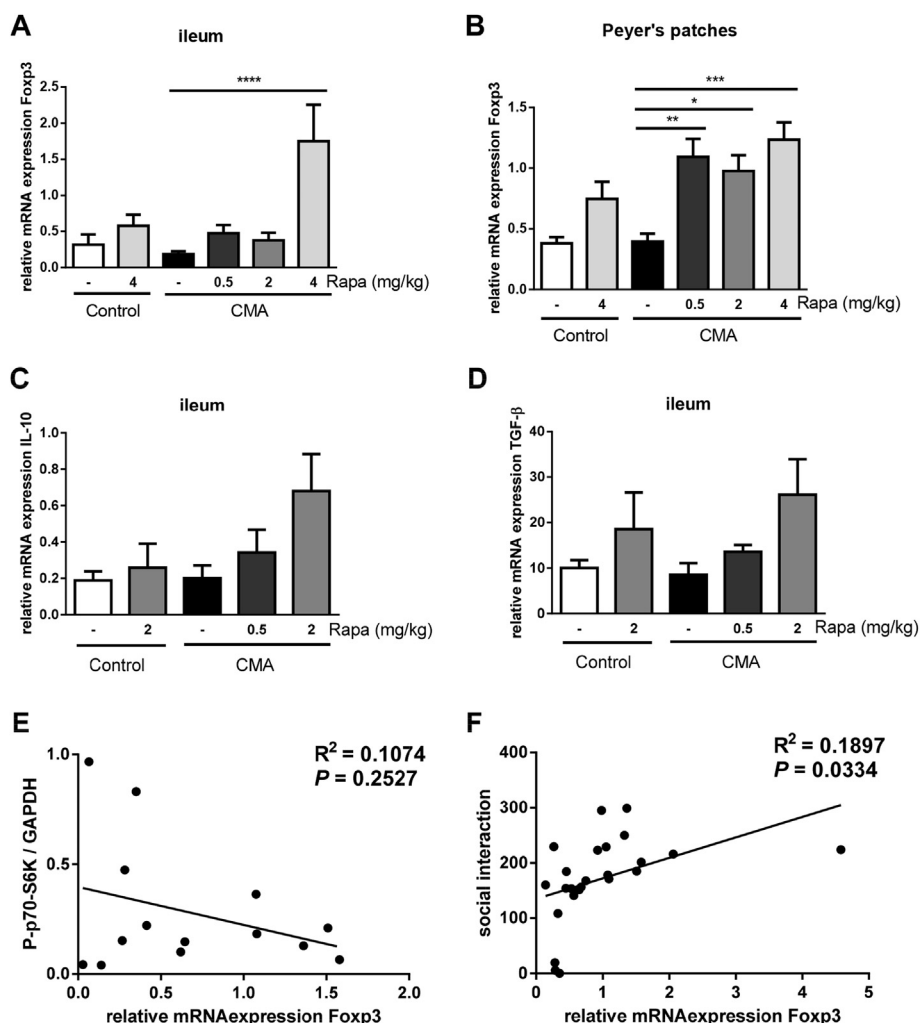 A
ileum
relative mRNA expression Foxp3
2.5
2.0
1.5
1.0
0.5
0.0
****
- 4 - 0.5 2 4 Rapa (mg/kg)
Control CMA
B
Peyer's patches
relative mRNA expression Foxp3
1.5
1.0
0.5
0.0
***
*
**
- 4 - 0.5 2 4 Rapa (mg/kg)
Control CMA
C
ileum
relative mRNA expression IL-10
1.0
0.8
0.6
0.4
0.2
0.0
- 2 - 0.5 2 Rapa (mg/kg)
Control CMA
D
ileum
relative mRNA expression TGF-β
40
30
20
10
0
- 2 - 0.5 2 Rapa (mg/kg)
Control CMA
E
R² = 0.1074
P = 0.2527
P-p70-S6K / GAPDH
1.0
0.5
0.0
0.0 0.5 1.0 1.5 2.0
relative mRNAexpression Foxp3
F
R² = 0.1897
P = 0.0334
social interaction
400
300
200
100
0
0 1 2 3 4 5
relative mRNAexpression Foxp3